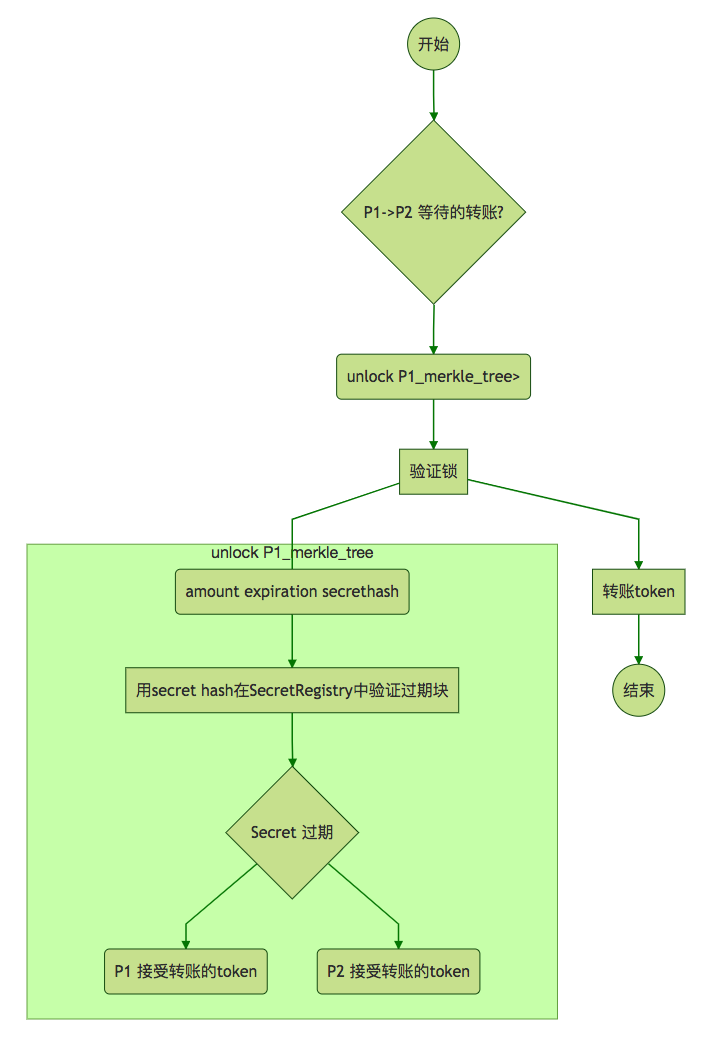 开始
P1->P2 等待的转账?
unlock P1_merkle_tree>
验证锁
unlock P1_merkle_tree
amount expiration secrethash
转账token
用secret hash在SecretRegistry中验证过期块
结束
Secret 过期
P1 接受转账的token
P2 接受转账的token